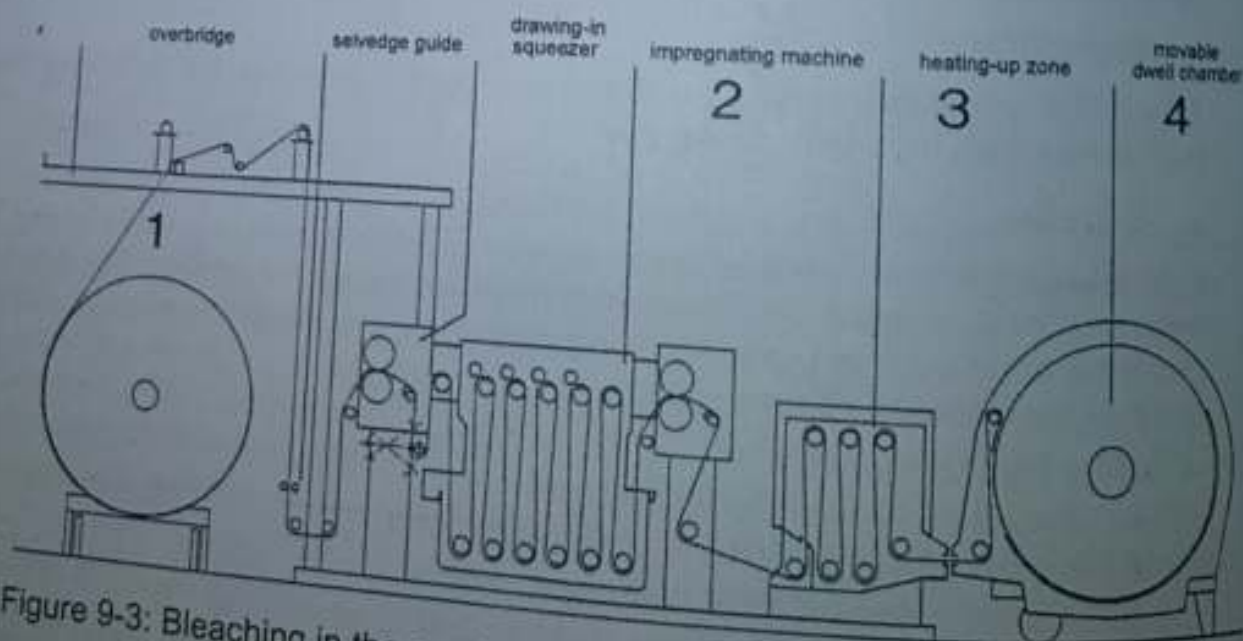 overbridge
selvedge guide
drawing-in
squeezer
impregnating machine
2
heating-up zone
3
movable
dwell chamber
4
1
Figure 9-3: Bleaching in